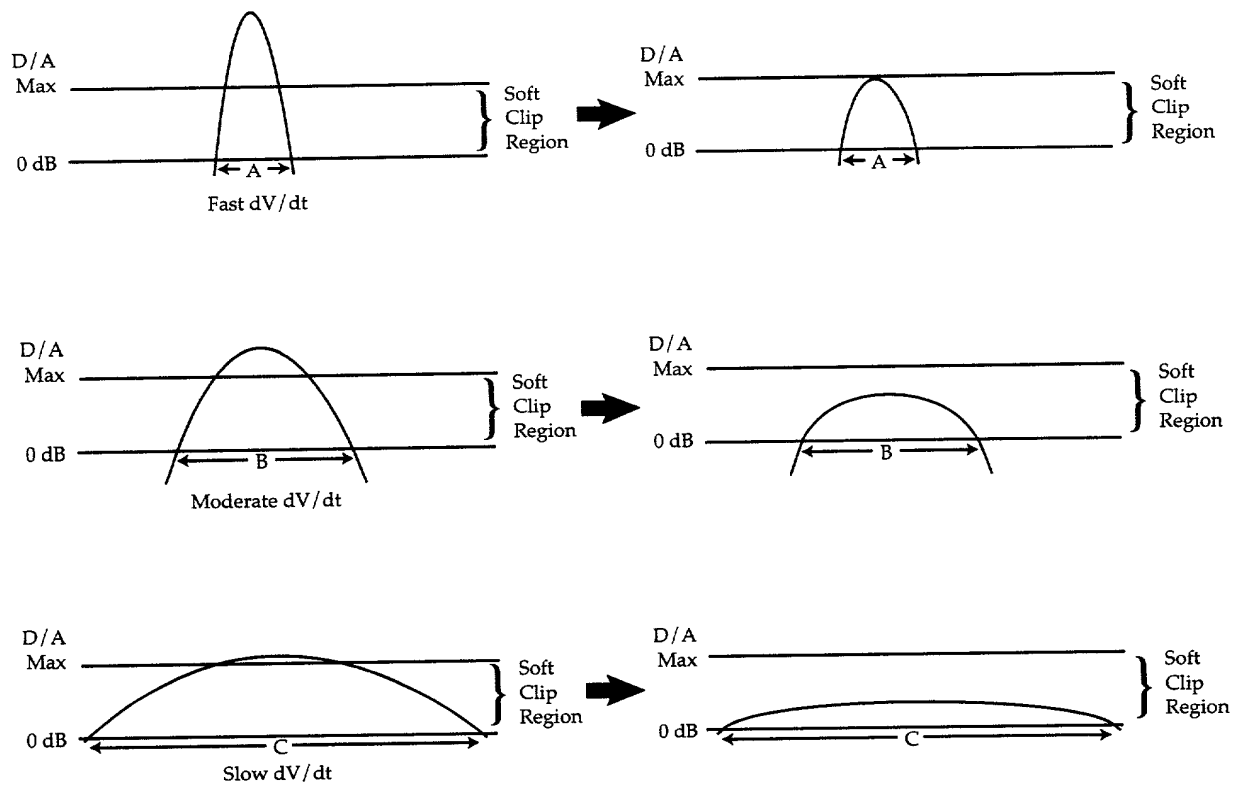 D/A
Max
0 dB
A
Fast dV/dt
Soft
Clip
Region
D/A
Max
0 dB
A
Soft
Clip
Region
D/A
Max
0 dB
B
Moderate dV/dt
Soft
Clip
Region
D/A
Max
0 dB
B
Soft
Clip
Region
D/A
Max
0 dB
C
Slow dV/dt
Soft
Clip
Region
D/A
Max
0 dB
C
Soft
Clip
Region